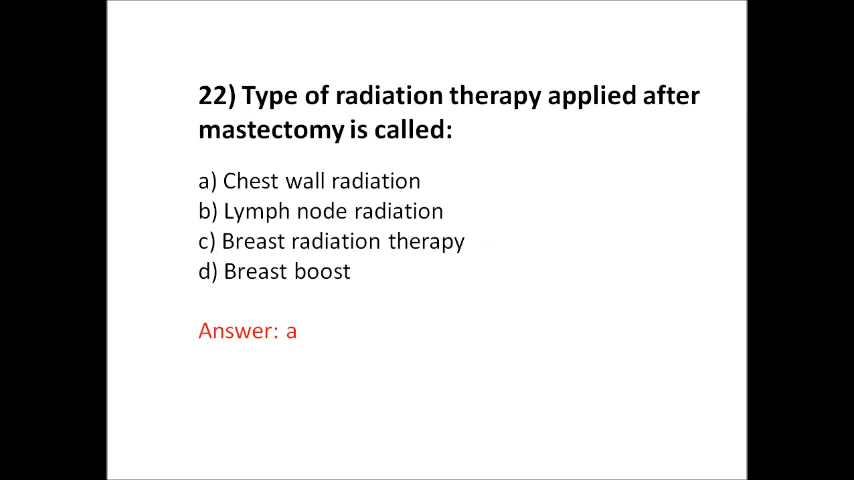 22) Type of radiation therapy applied after
mastectomy is called:
a) Chest wall radiation
b) Lymph node radiation
c) Breast radiation therapy
d) Breast boost
Answer: a